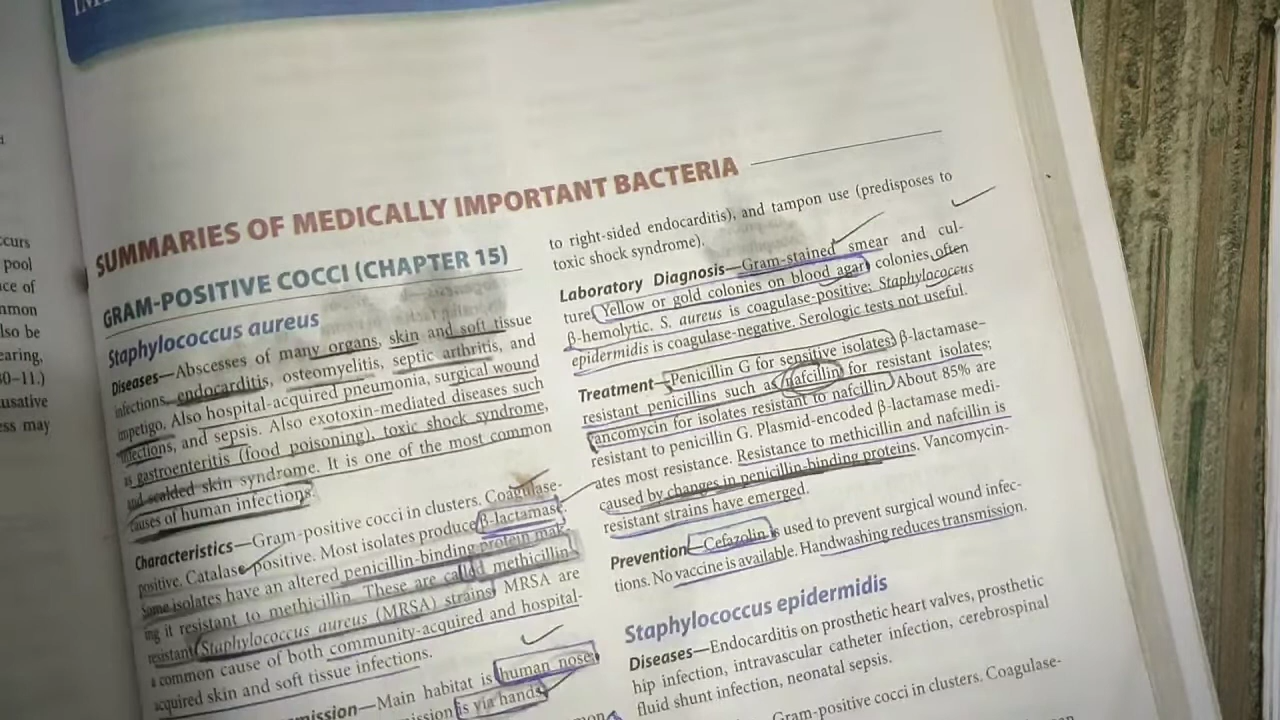 SUMMARIES OF MEDICALLY IMPORTANT BACTERIA
GRAM-POSITIVE COCCI (CHAPTER 15)
Staphylococcus aureus
Diseases—Abscesses of many organs, skin and soft tissue
infections, endocarditis, osteomyelitis, septic arthritis, and
impetigo. Also hospital-acquired pneumonia, surgical wound
infections, and sepsis. Also exotoxin-mediated diseases such
as gastroenteritis (food poisoning), toxic shock syndrome,
and scalded skin syndrome. It is one of the most common
causes of human infections.
Characteristics—Gram-positive cocci in clusters. Coagulase-
positive. Catalase positive. Most isolates produce β-lactamase.
Some isolates have an altered penicillin-binding protein mak-
ing it resistant to methicillin. These are called methicillin
resistant Staphylococcus aureus (MRSA) strains. MRSA are
a common cause of both community-acquired and hospital-
acquired skin and soft tissue infections.
mission—Main habitat is human nose
mission is via hands
to right-sided endocarditis), and tampon use (predisposes to
toxic shock syndrome).
Laboratory Diagnosis—Gram-stained smear and cul-
ture. Yellow or gold colonies on blood agar colonies often
β-hemolytic. S. aureus is coagulase-positive; Staphylococcus
epidermidis is coagulase-negative. Serologic tests not useful.
Treatment—Penicillin G for sensitive isolates; β-lactamase–
resistant penicillins such as nafcillin for resistant isolates;
vancomycin for isolates resistant to nafcillin. About 85% are
resistant to penicillin G. Plasmid-encoded β-lactamase medi-
ates most resistance. Resistance to methicillin and nafcillin is
caused by changes in penicillin-binding proteins. Vancomycin-
resistant strains have emerged.
Prevention—Cefazolin is used to prevent surgical wound infec-
tions. No vaccine is available. Handwashing reduces transmission.
Staphylococcus epidermidis
Diseases—Endocarditis on prosthetic heart valves, prosthetic
hip infection, intravascular catheter infection, cerebrospinal
fluid shunt infection, neonatal sepsis.
Gram-positive cocci in clusters. Coagulase-